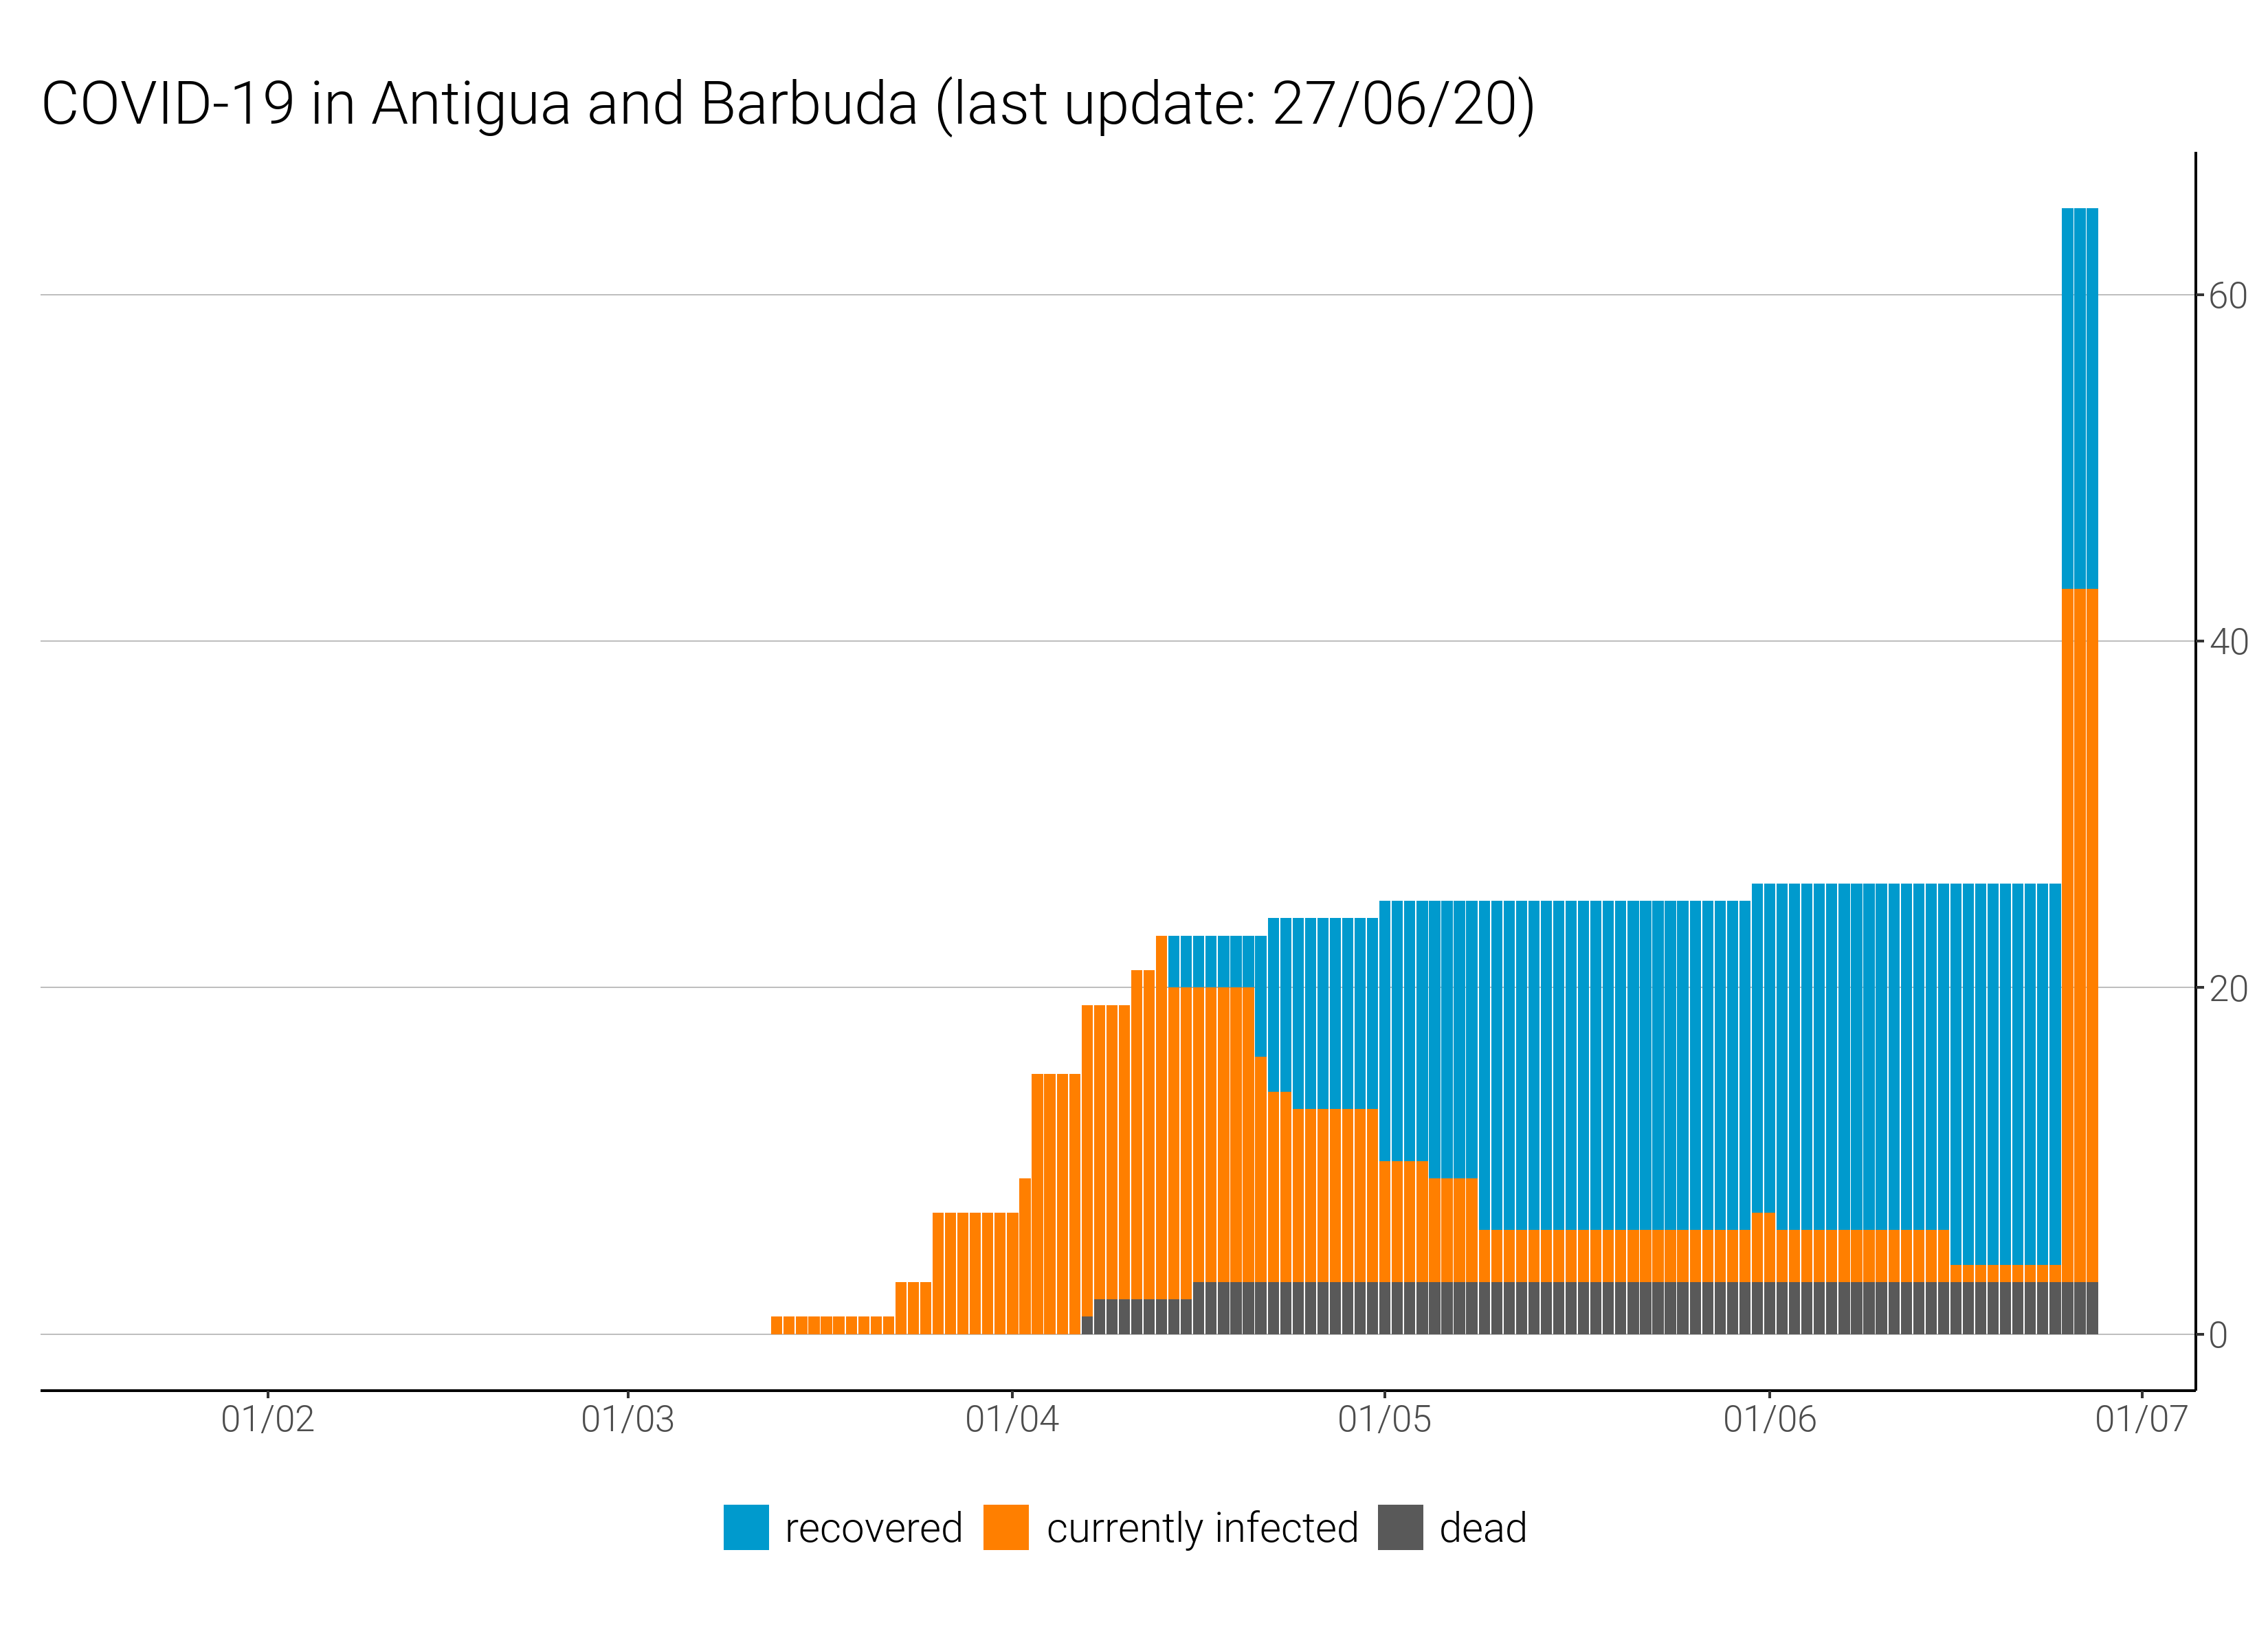 COVID-19 in Antigua and Barbuda (last update: 27/06/20)
60
40
20
0
01/02 01/03 01/04 01/05 01/06 01/07
recovered currently infected dead